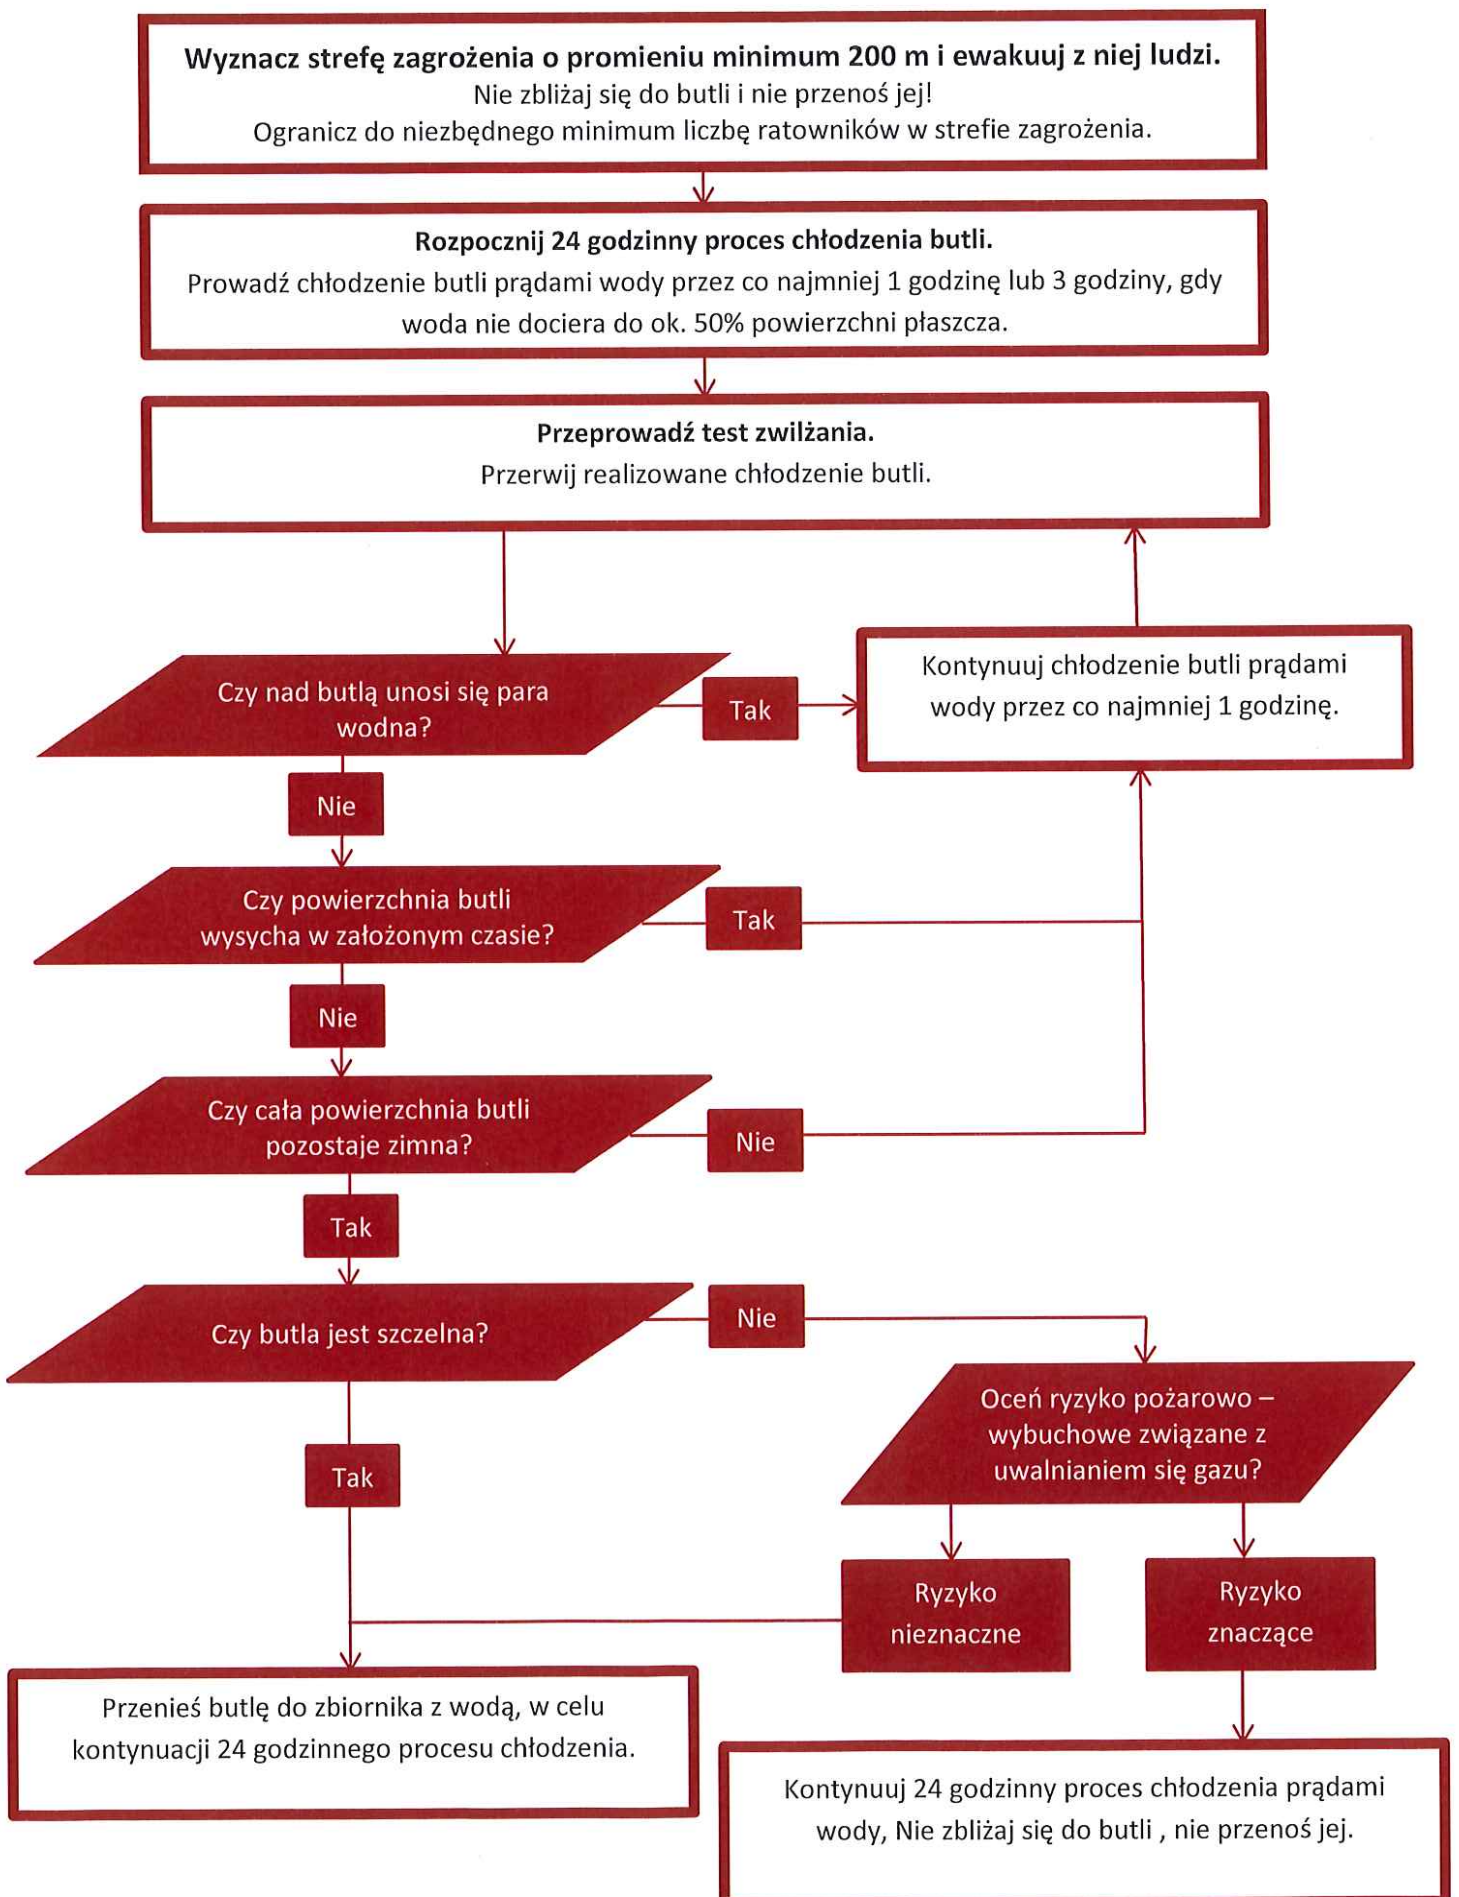 Wyznacz strefę zagrożenia o promieniu minimum 200 m i ewakuuj z niej ludzi.
Nie zbliżaj się do butli i nie przenoś jej!
Ogranicz do niezbędnego minimum liczbę ratowników w strefie zagrożenia.
Rozpocznij 24 godzinny proces chłodzenia butli.
Prowadź chłodzenie butli prądami wody przez co najmniej 1 godzinę lub 3 godziny, gdy
woda nie dociera do ok. 50% powierzchni płaszcza.
Przeprowadź test zwilżania.
Przerwij realizowane chłodzenie butli.
Czy nad butlą unosi się para
wodna?
Tak
Kontynuuj chłodzenie butli prądami
wody przez co najmniej 1 godzinę.
Nie
Czy powierzchnia butli
wysycha w założonym czasie?
Tak
Nie
Czy cała powierzchnia butli
pozostaje zimna?
Nie
Tak
Czy butla jest szczelna?
Nie
Oceń ryzyko pożarowo –
wybuchowe związane z
uwalnianiem się gazu?
Tak
Ryzyko
nieznaczne
Ryzyko
znaczące
Przenieś butlę do zbiornika z wodą, w celu
kontynuacji 24 godzinnego procesu chłodzenia.
Kontynuuj 24 godzinny proces chłodzenia prądami
wody, Nie zbliżaj się do butli , nie przenoś jej.